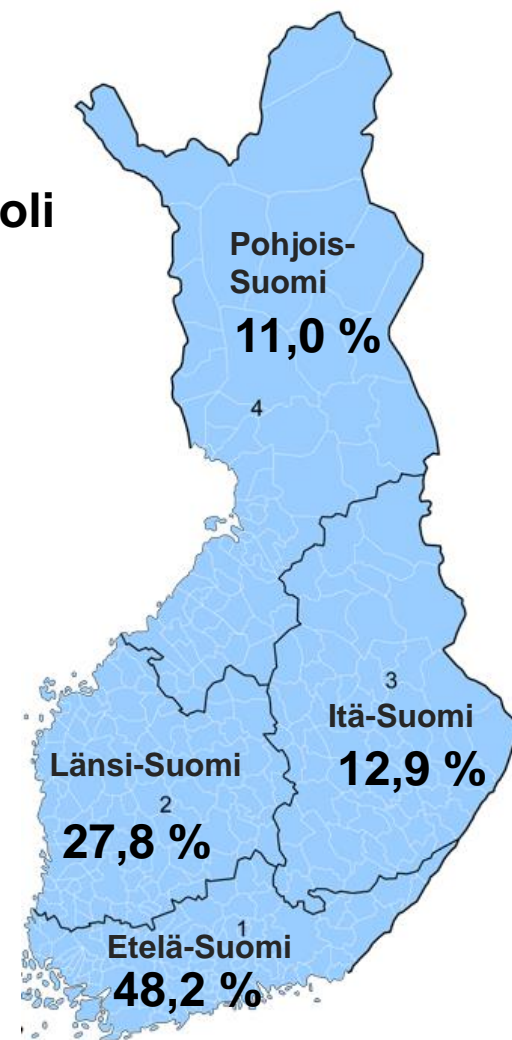 oli
Pohjois-
Suomi
11,0 %
4
3
Itä-Suomi
12,9 %
Länsi-Suomi
2
27,8 %
1
Etelä-Suomi
48,2 %